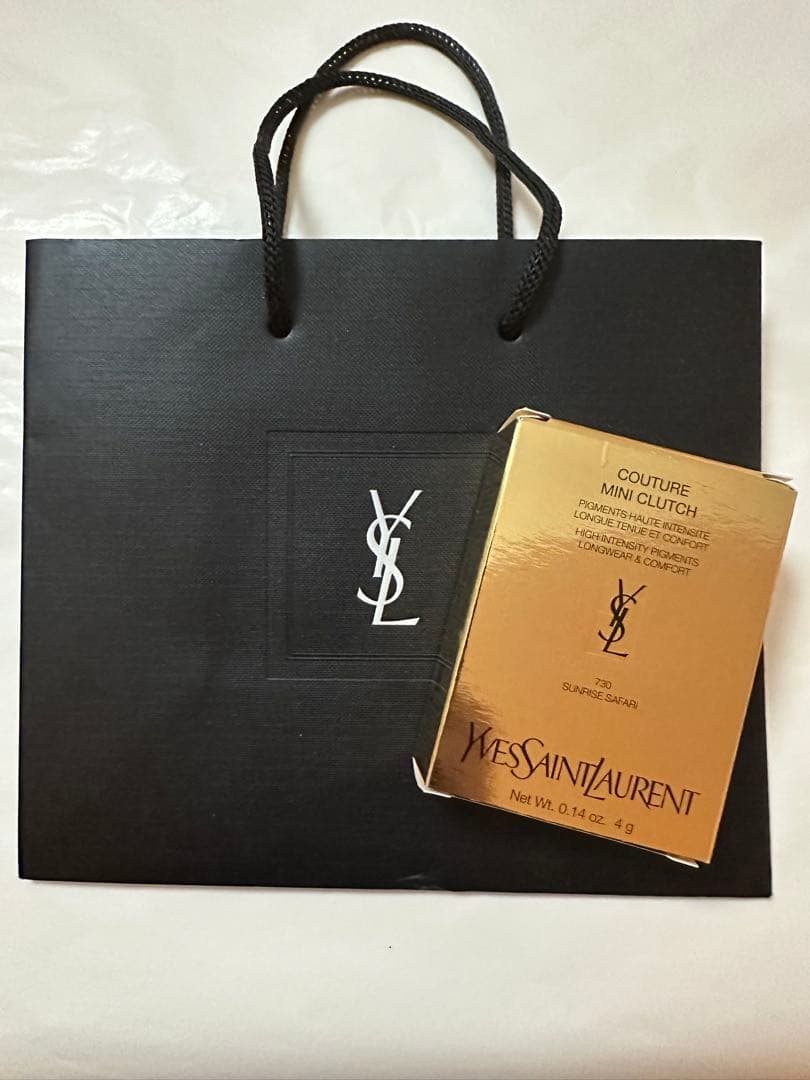 YSL
COUTURE
MINI CLUTCH
PIGMENTS HAUTE INTENSITE
LONGUE TENUE ET CONFORT
HIGH INTENSITY PIGMENTS
LONGWEAR & COMFORT
YSL
730
SUNRISE SAFARI
YVESSAINTLAURENT
Net Wt. 0.14 oz. 4 g